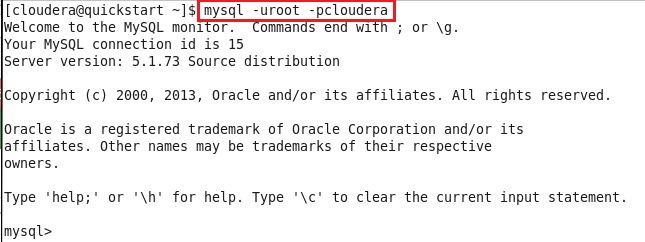 [cloudera@quickstart ~]$ mysql -uroot -pcloudera
Welcome to the MySQL monitor.  Commands end with ; or \g.
Your MySQL connection id is 15
Server version: 5.1.73 Source distribution

Copyright (c) 2000, 2013, Oracle and/or its affiliates. All rights reserved.

Oracle is a registered trademark of Oracle Corporation and/or its
affiliates. Other names may be trademarks of their respective
owners.

Type 'help;' or '\h' for help. Type '\c' to clear the current input statement.

mysql>